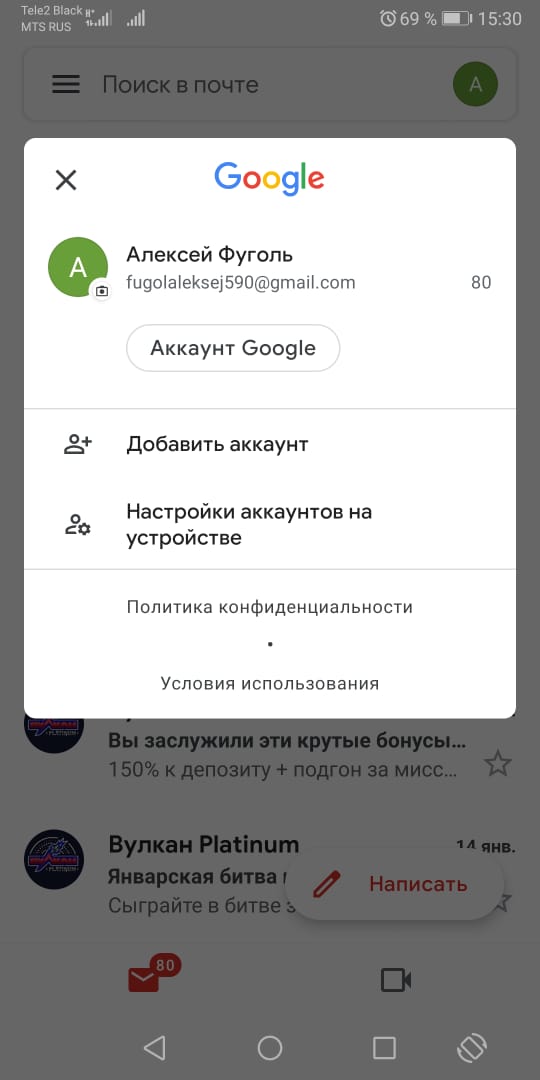 Tele2 Black
MTS RUS
69 %
15:30
Поиск в почте
А
Google
А
Алексей Фуголь
fugolaleksej590@gmail.com
80
Аккаунт Google
Добавить аккаунт
Настройки аккаунтов на
устройстве
Политика конфиденциальности
Условия использования
Вы заслужили эти крутые бонусы...
150% к депозиту + подгон за мисс...
Вулкан Platinum
14 янв.
Январская битва
Сыграйте в битве
Написать
80